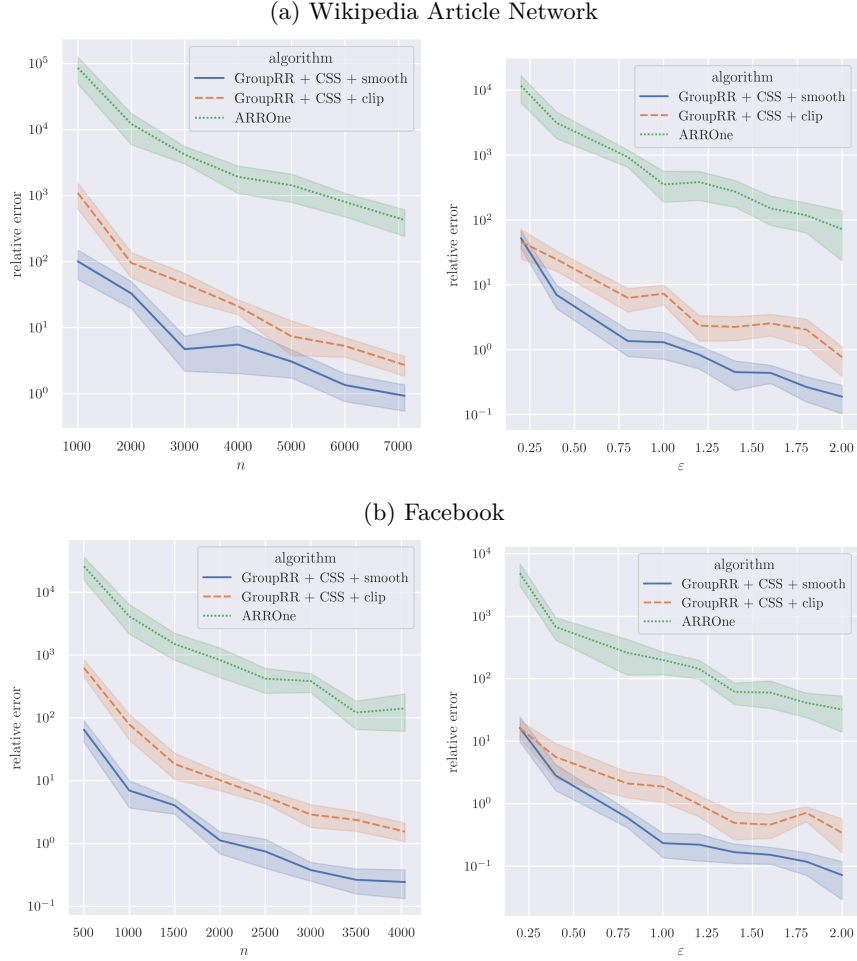 (a) Wikipedia Article Network
algorithm
GroupRR + CSS + smooth
GroupRR + CSS + clip
ARROne
10^5
10^4
10^3
10^2
10^1
10^0
relative error
1000 2000 3000 4000 5000 6000 7000
n
algorithm
GroupRR + CSS + smooth
GroupRR + CSS + clip
ARROne
10^4
10^3
10^2
10^1
10^0
10^−1
relative error
0.25 0.50 0.75 1.00 1.25 1.50 1.75 2.00
ε
(b) Facebook
algorithm
GroupRR + CSS + smooth
GroupRR + CSS + clip
ARROne
10^4
10^3
10^2
10^1
10^0
10^−1
relative error
500 1000 1500 2000 2500 3000 3500 4000
n
algorithm
GroupRR + CSS + smooth
GroupRR + CSS + clip
ARROne
10^4
10^3
10^2
10^1
10^0
10^−1
relative error
0.25 0.50 0.75 1.00 1.25 1.50 1.75 2.00
ε